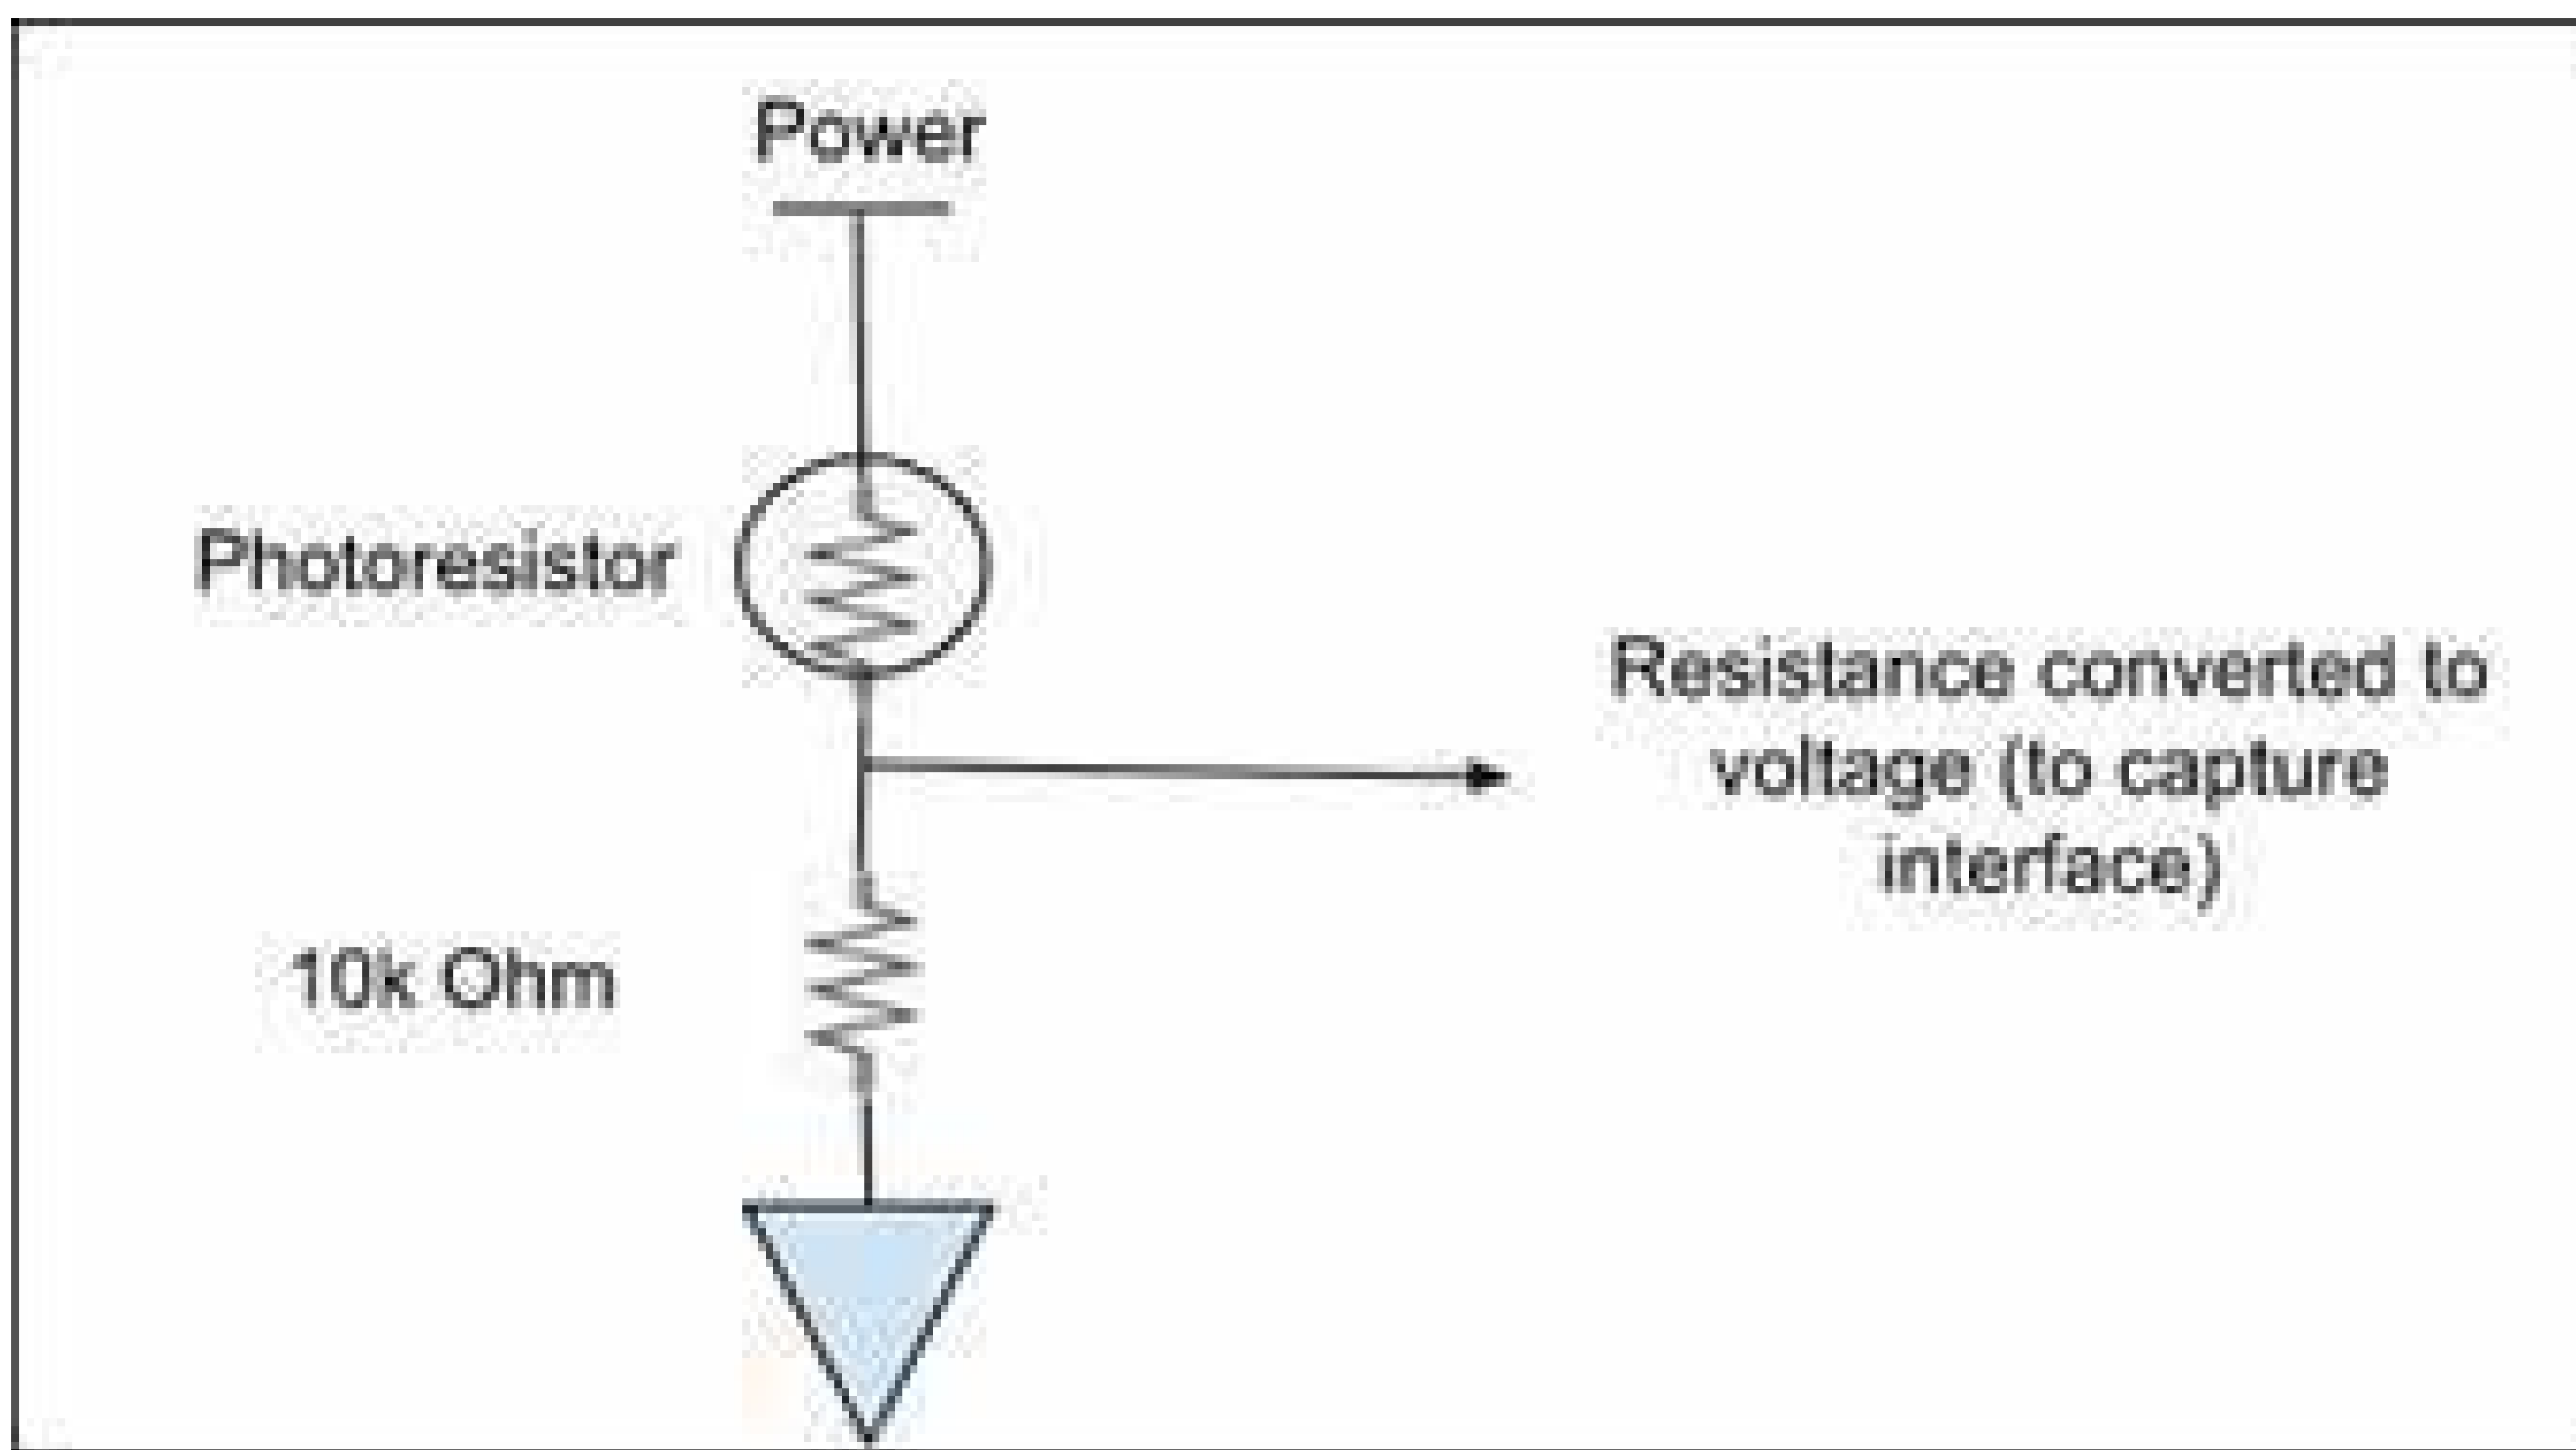 Power
Photoresistor
Resistance converted to
voltage (to capture
interface)
10k Ohm